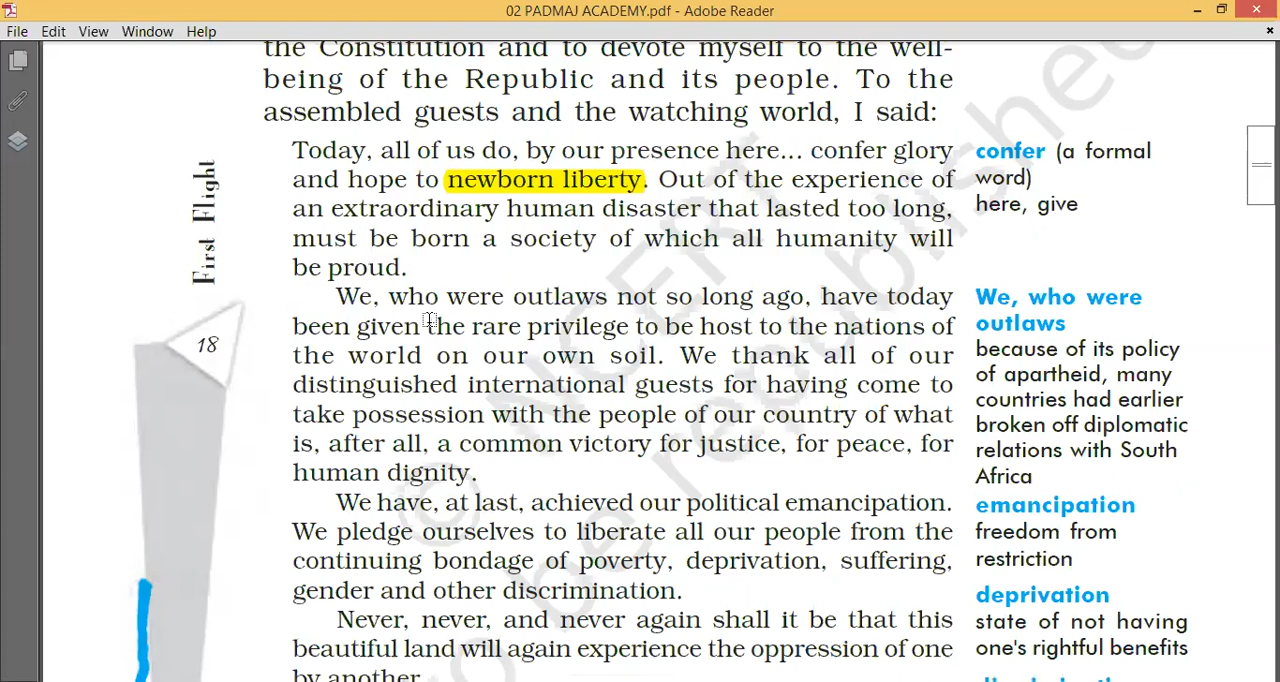 02 PADMAJ ACADEMY.pdf - Adobe Reader
File Edit View Window Help
the Constitution and to devote myself to the well-
being of the Republic and its people. To the
assembled guests and the watching world, I said:
Today, all of us do, by our presence here... confer glory
and hope to newborn liberty. Out of the experience of
an extraordinary human disaster that lasted too long,
must be born a society of which all humanity will
be proud.
We, who were outlaws not so long ago, have today
been given the rare privilege to be host to the nations of
the world on our own soil. We thank all of our
distinguished international guests for having come to
take possession with the people of our country of what
is, after all, a common victory for justice, for peace, for
human dignity.
We have, at last, achieved our political emancipation.
We pledge ourselves to liberate all our people from the
continuing bondage of poverty, deprivation, suffering,
gender and other discrimination.
Never, never, and never again shall it be that this
beautiful land will again experience the oppression of one
by another.
confer (a formal
word)
here, give
We, who were
outlaws
because of its policy
of apartheid, many
countries had earlier
broken off diplomatic
relations with South
Africa
emancipation
freedom from
restriction
deprivation
state of not having
one's rightful benefits
First Flight
18
© NCERT
to be republished